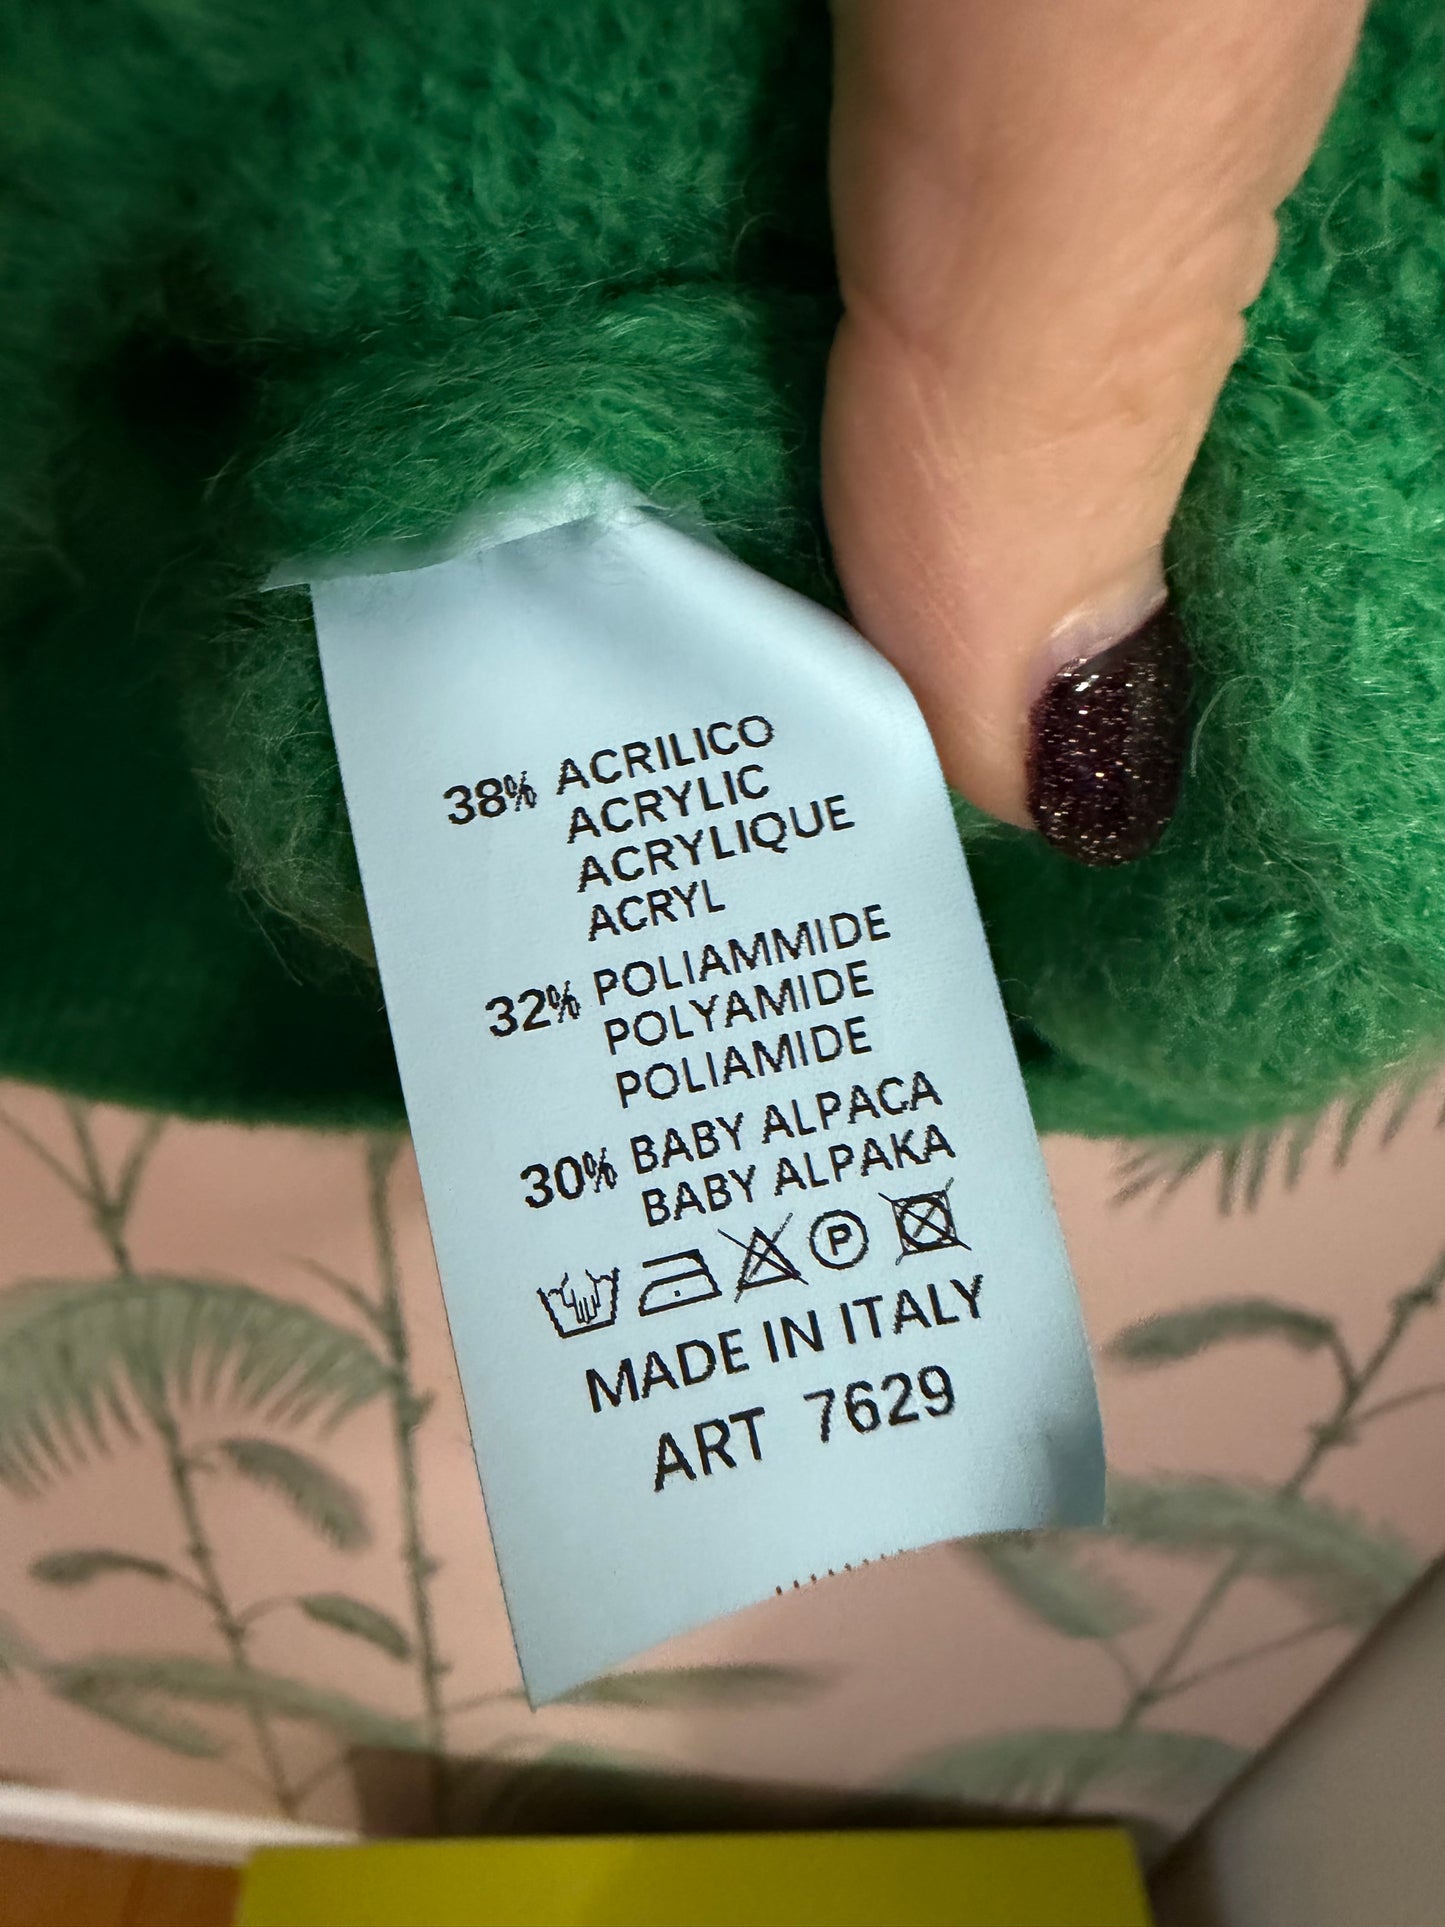 38% ACRILICO
ACRYLIC
ACRYLIQUE
ACRYL
32% POLIAMMIDE
POLYAMIDE
POLIAMIDE
30% BABY ALPACA
BABY ALPAKA
P
MADE IN ITALY
ART 7629